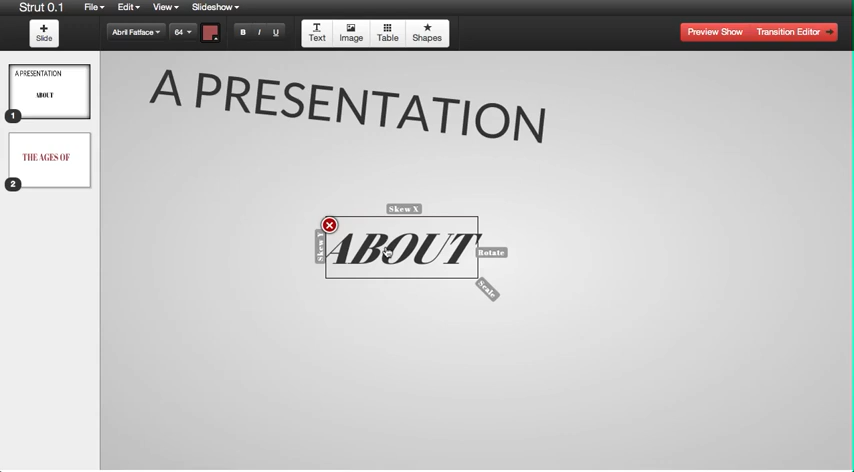 Strut 0.1 File Edit View Slideshow
Slide Abril Fatface 64 B I U Text Image Table Shapes Preview Show Transition Editor
A PRESENTATION
ABOUT
1
THE AGES OF
2
A PRESENTATION
Skew X
Skew Y
ABOUT
Rotate
Scale